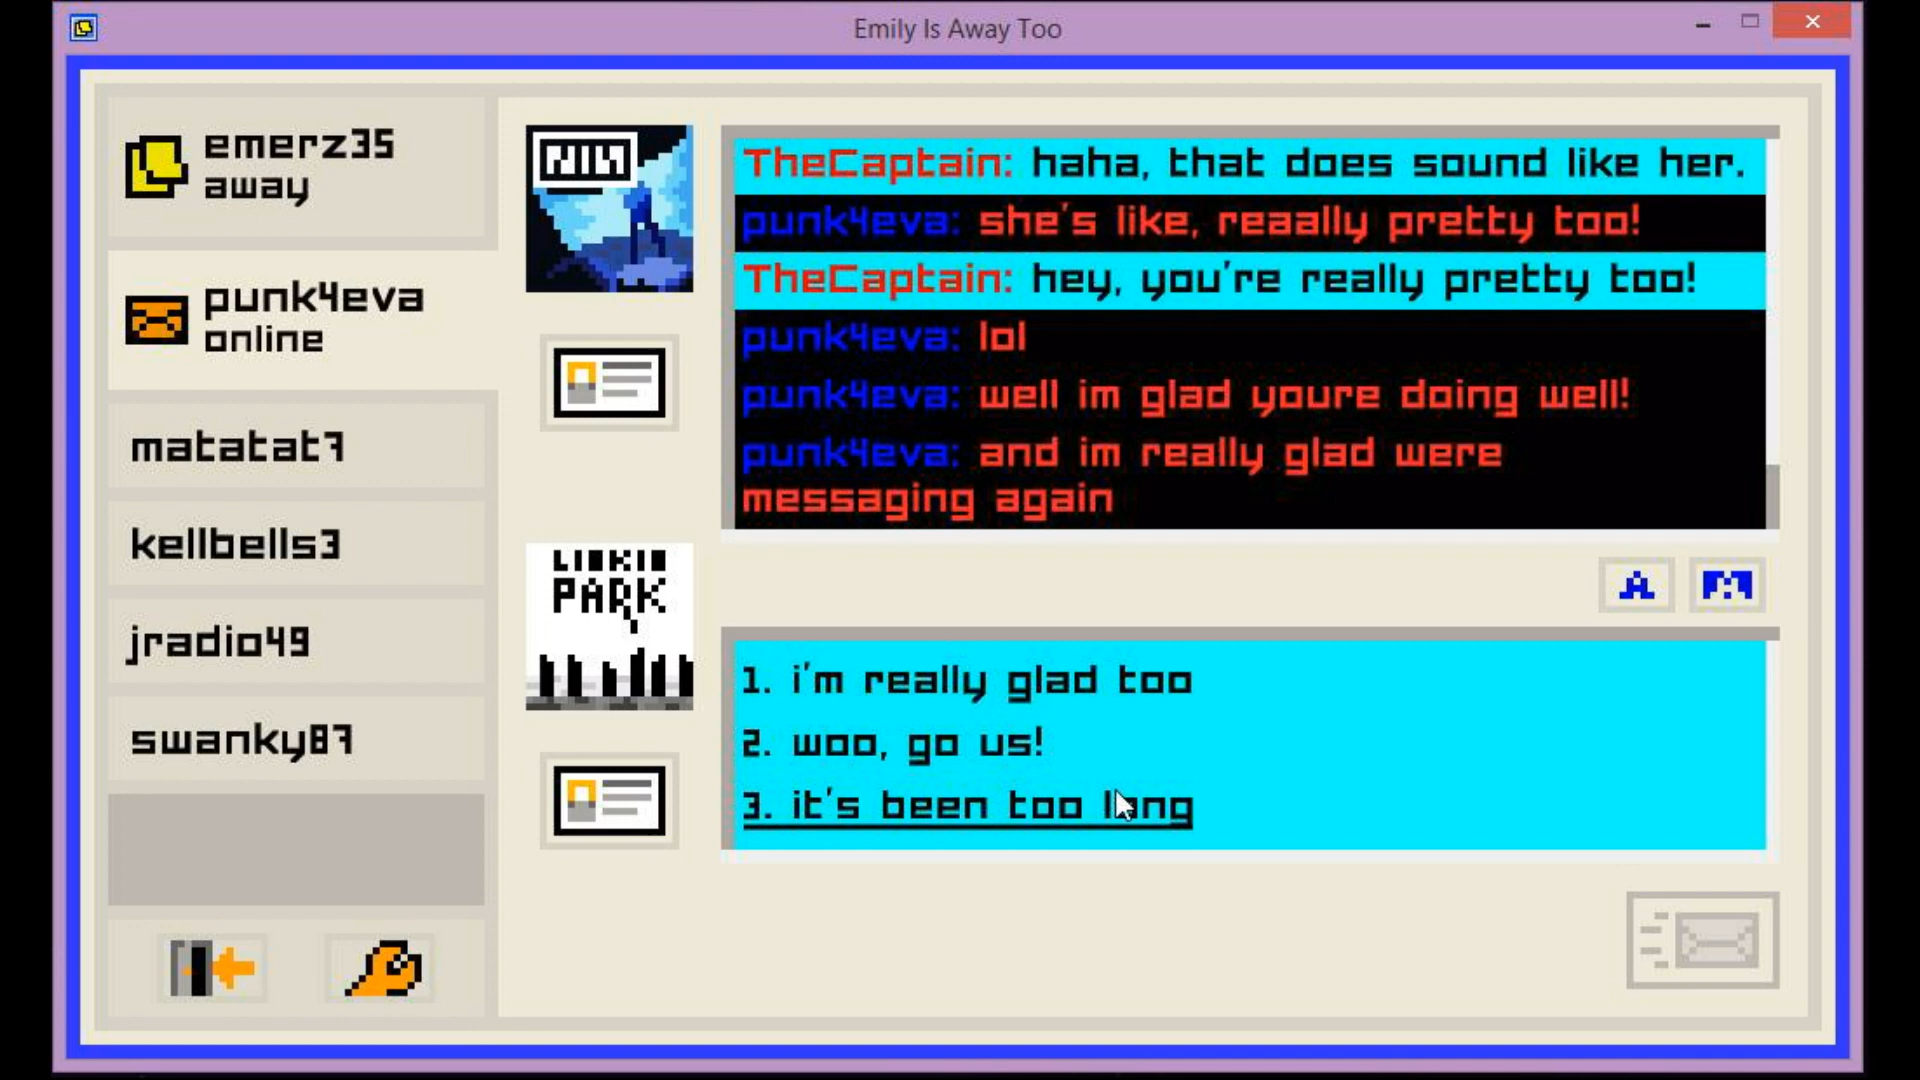 Emily Is Away Too
emerz35
away
punk4eva
online
matatat7
kellbells3
jradio49
swanky87
NIN
TheCaptain: haha, that does sound like her.
punk4eva: she's like, reaally pretty too!
TheCaptain: hey, you're really pretty too!
punk4eva: lol
punk4eva: well im glad youre doing well!
punk4eva: and im really glad were
messaging again
LINKIN
PARK
A
1. i'm really glad too
2. woo, go us!
3. it's been too long